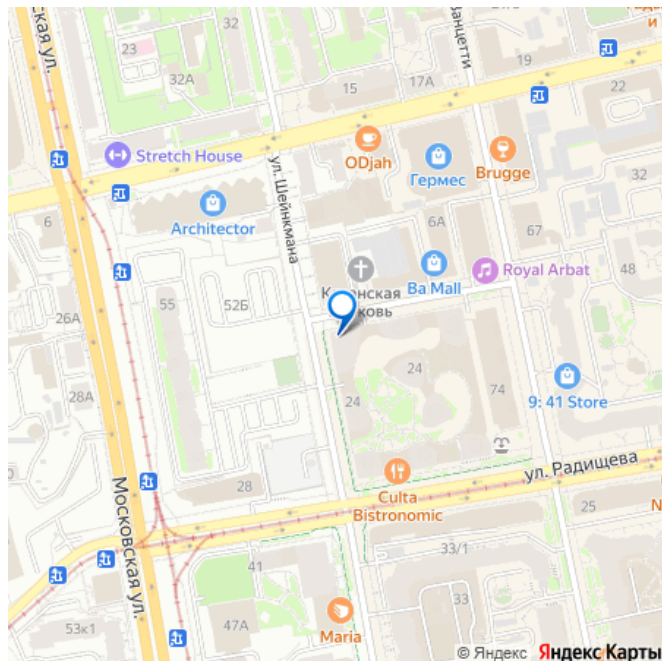 32
19
23
32А
15
17А
22
32
Stretch House
ODjah
Гермес
Brugge
6
Architector
ул. Шейнкмана
6А
67
Royal Arbat
48
Ba Mall
26А
55
52Б
28А
24
24
74
9: 41 Store
ул. Радищева
28
Culta
Bistronomic
25
Московская ул.
33/1
41
33
53к1
47А
Maria
© Яндекс Яндекс Карты